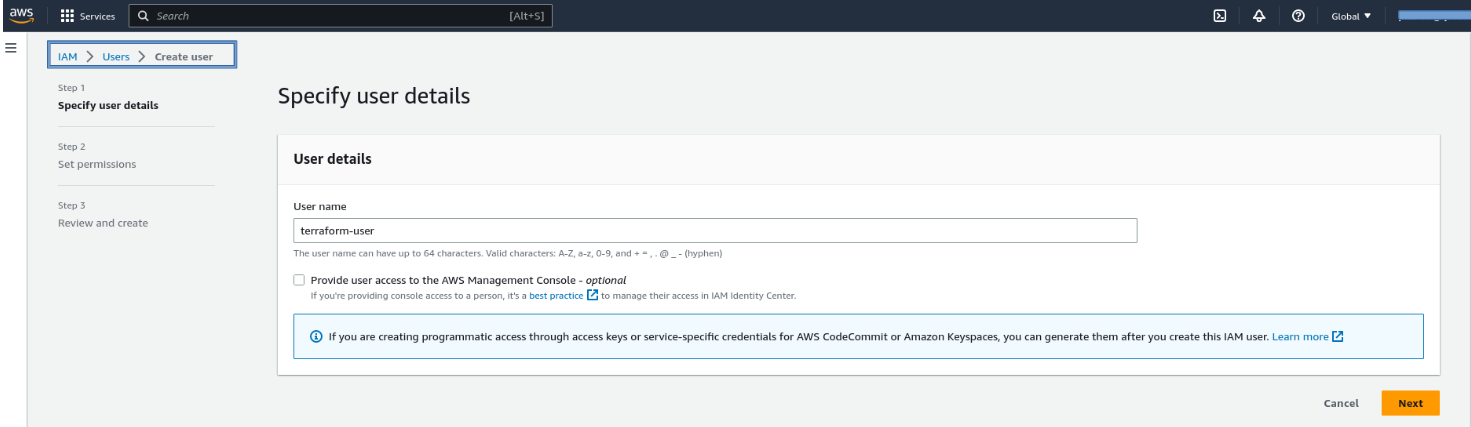 aws
Services
Search
[Alt+S]
Global
IAM > Users > Create user
Step 1
Specify user details
Step 2
Set permissions
Step 3
Review and create
Specify user details
User details
User name
terraform-user
The user name can have up to 64 characters. Valid characters: A-Z, a-z, 0-9, and + = , . @ _ - (hyphen)
Provide user access to the AWS Management Console - optional
If you're providing console access to a person, it's a best practice to manage their access in IAM Identity Center.
If you are creating programmatic access through access keys or service-specific credentials for AWS CodeCommit or Amazon Keyspaces, you can generate them after you create this IAM user. Learn more
Cancel
Next